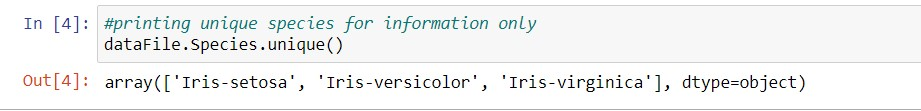 In [4]: #printing unique species for information only
dataFile.Species.unique()
Out[4]: array(['Iris-setosa', 'Iris-versicolor', 'Iris-virginica'], dtype=object)